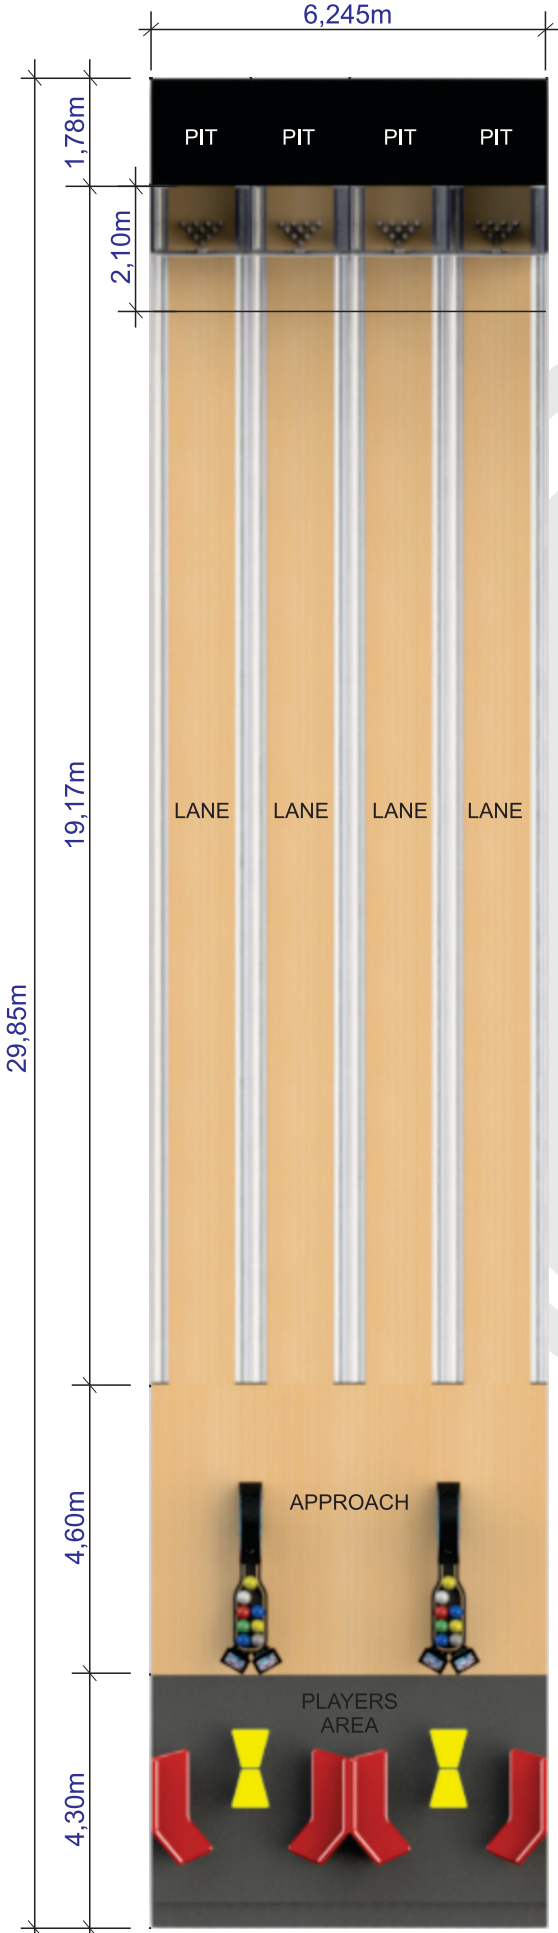 6,245m
1,78m
PIT PIT PIT PIT
2,10m
19,17m
LANE LANE LANE LANE
29,85m
APPROACH
4,60m
PLAYERS
AREA
4,30m